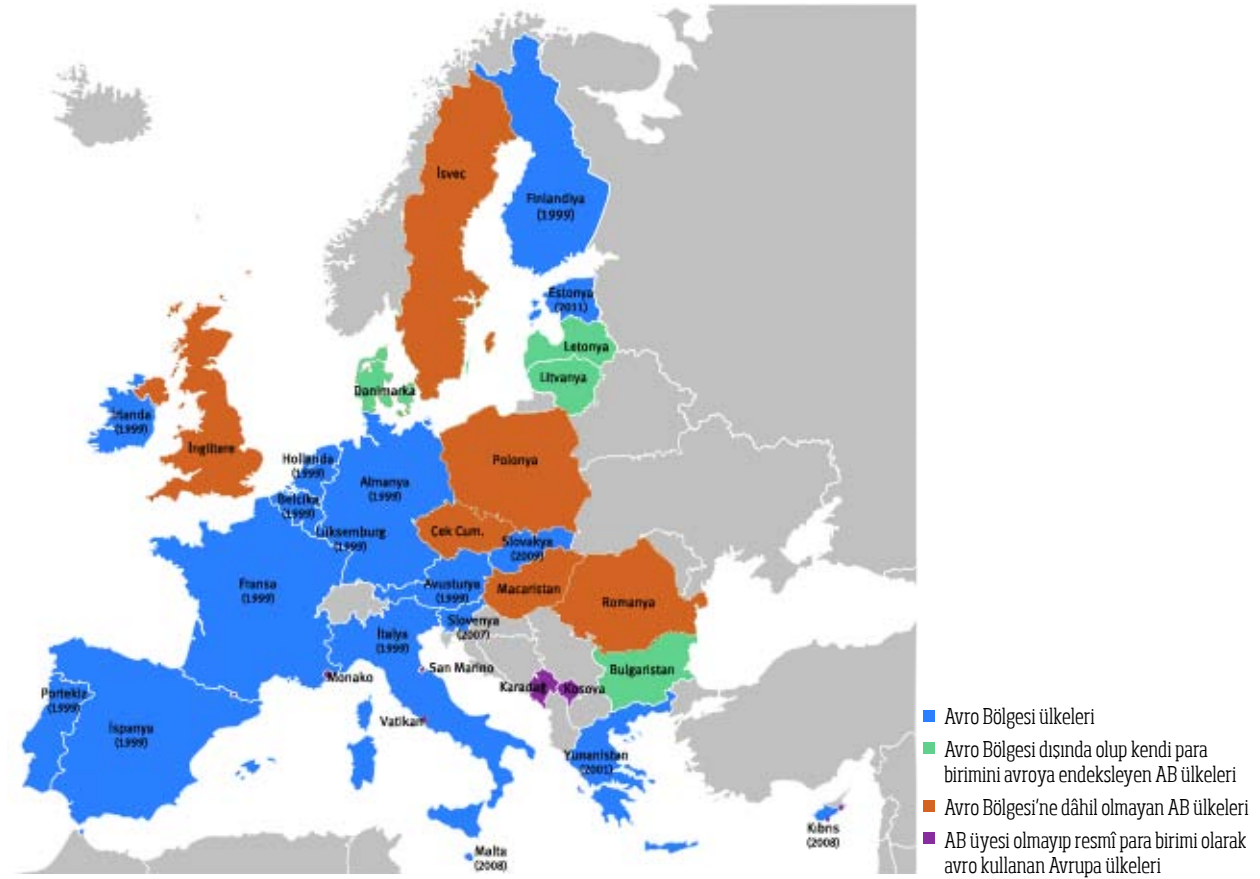 İsveç
Finlandiya
(1999)
Estonya
(2011)
Letonya
Litvanya
Danimarka
İrlanda
(1999)
İngiltere
Hollanda
(1999)
Almanya
(1999)
Polonya
Belçika
(1999)
Lüksemburg
(1999)
Çek Cum.
Slovakya
(2009)
Fransa
(1999)
Avusturya
(1999)
Macaristan
Romanya
Slovenya
(2007)
İtalya
(1999)
San Marino
Monako
Karadağ
Kosova
Bulgaristan
Portekiz
(1999)
İspanya
(1999)
Vatikan
Yunanistan
(2001)
Kıbrıs
(2008)
Malta
(2008)
Avro Bölgesi ülkeleri
Avro Bölgesi dışında olup kendi para
birimini avroya endeksleyen AB ülkeleri
Avro Bölgesi'ne dâhil olmayan AB ülkeleri
AB üyesi olmayıp resmî para birimi olarak
avro kullanan Avrupa ülkeleri